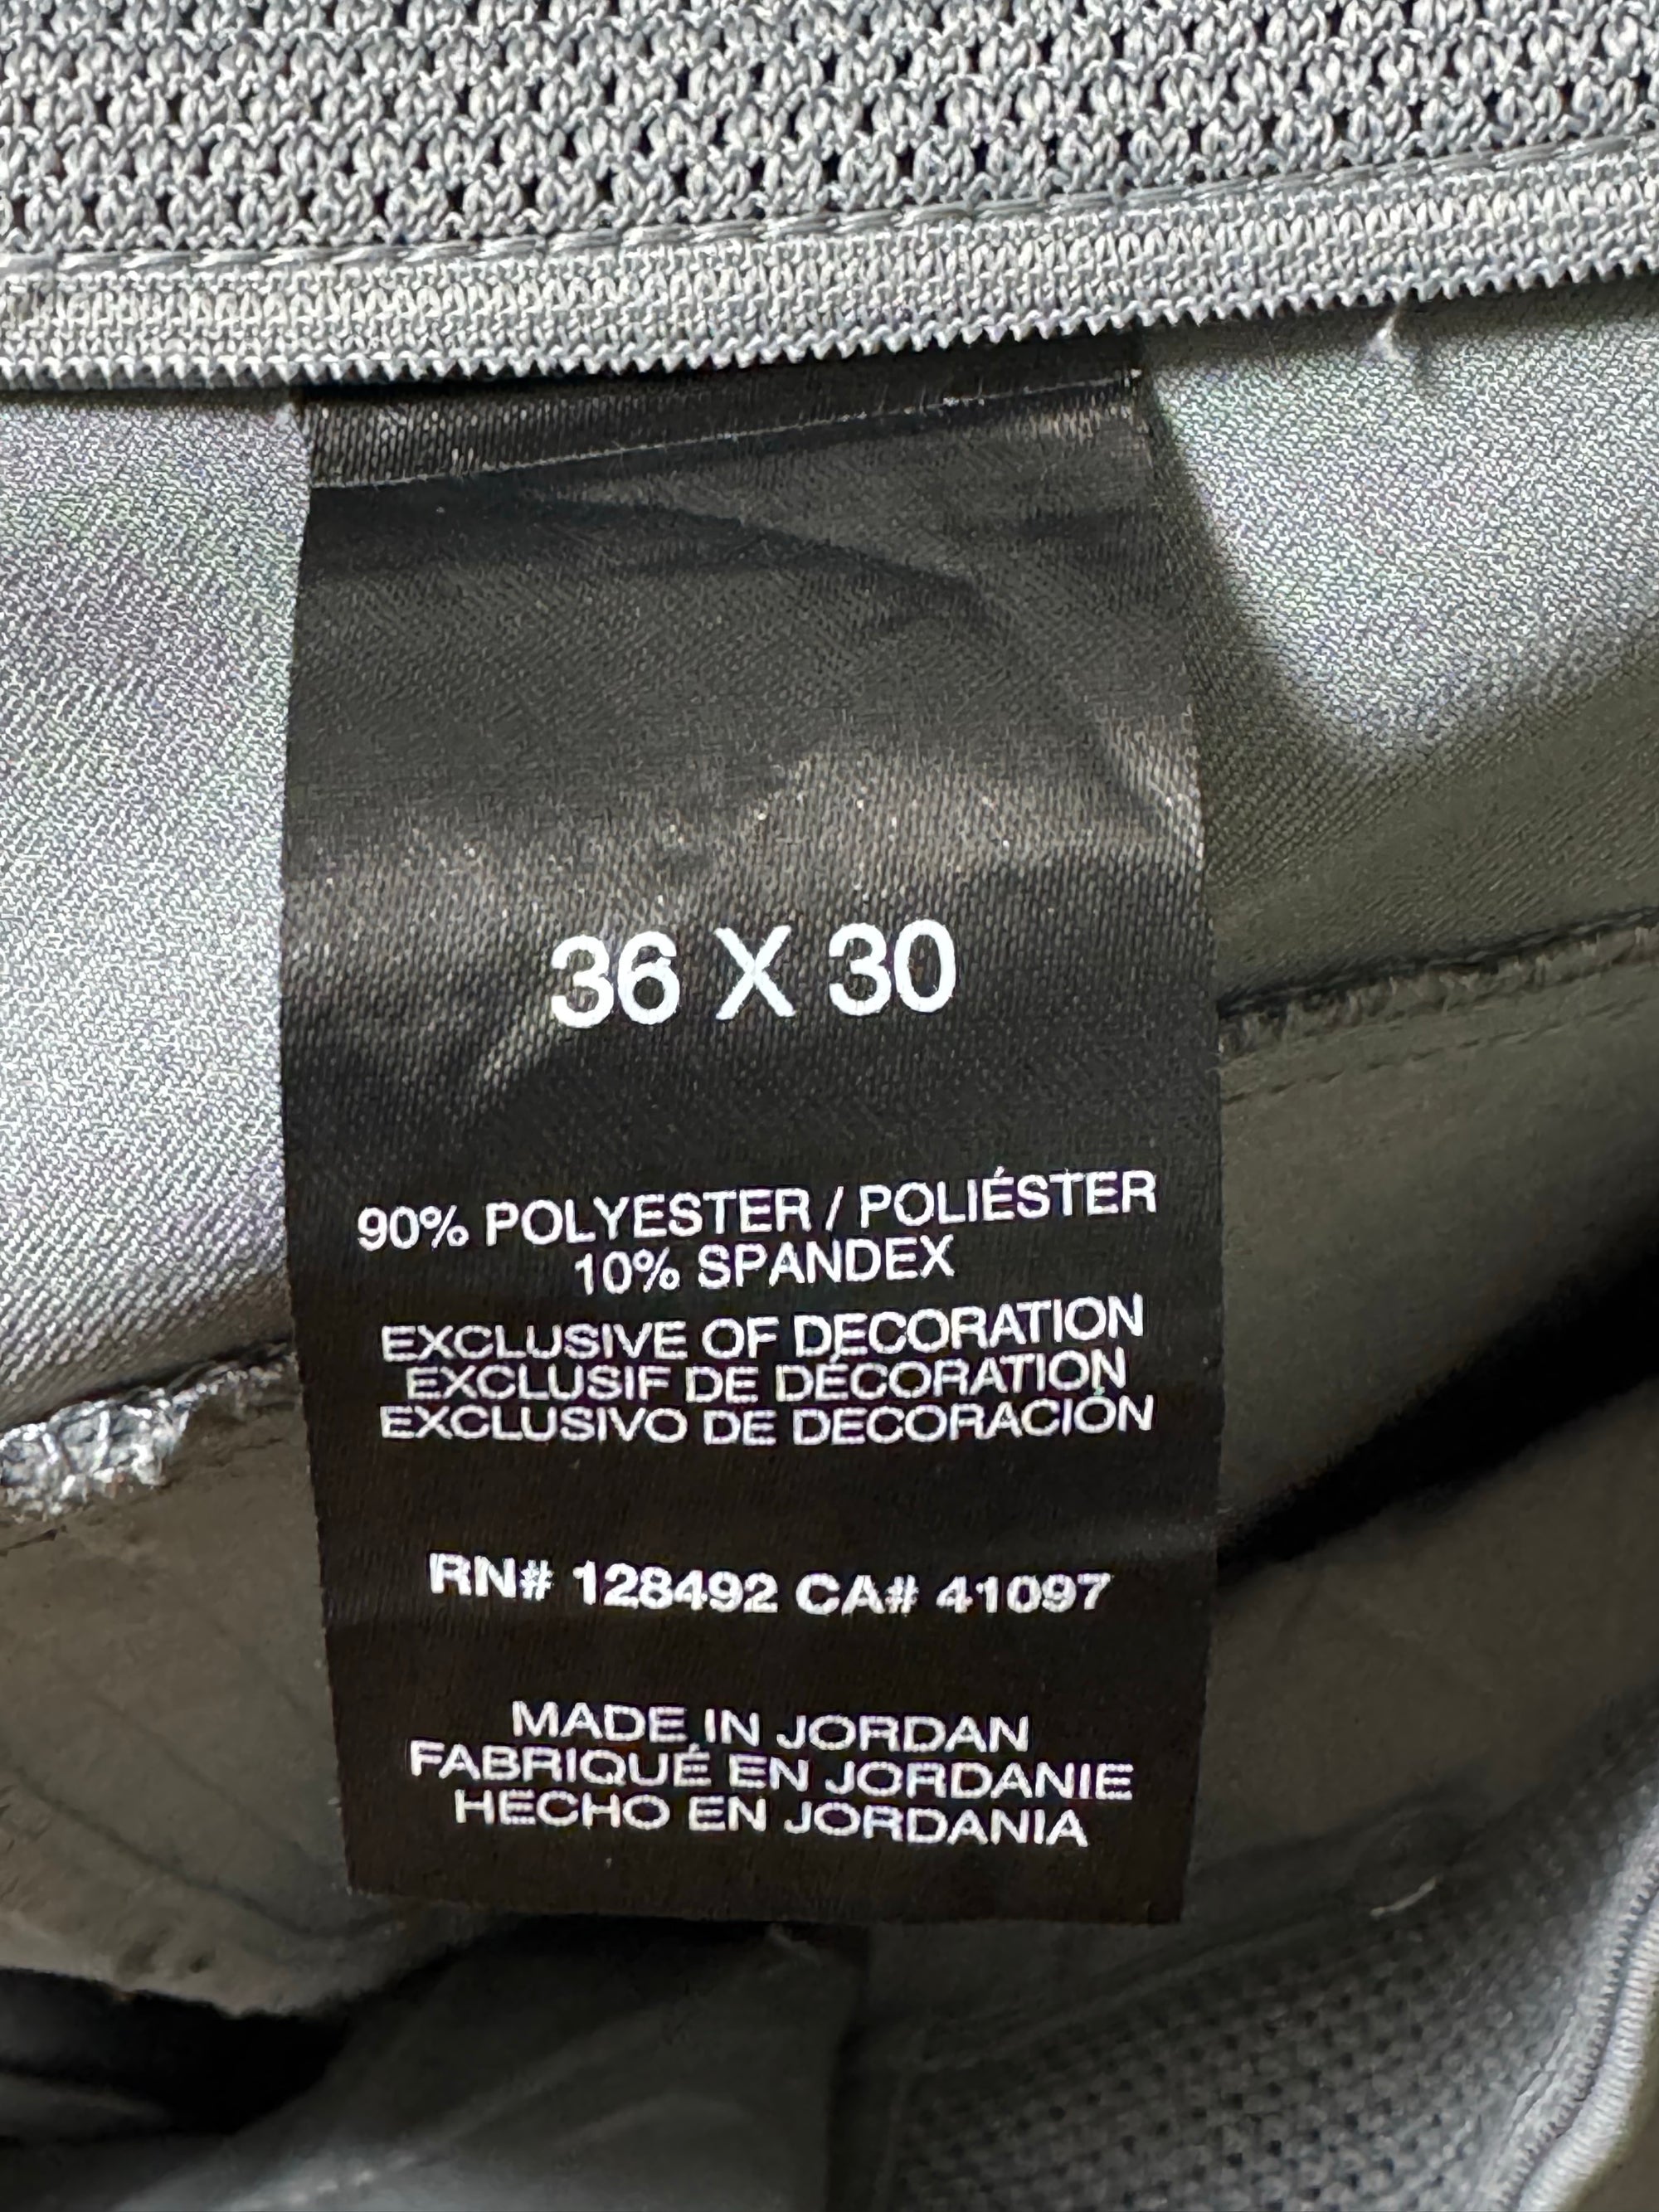 36 X 30
90% POLYESTER / POLIÉSTER
10% SPANDEX
EXCLUSIVE OF DECORATION
EXCLUSIF DE DÉCORATION
EXCLUSIVO DE DECORACIÓN
RN# 128492 CA# 41097
MADE IN JORDAN
FABRIQUÉ EN JORDANIE
HECHO EN JORDANIA